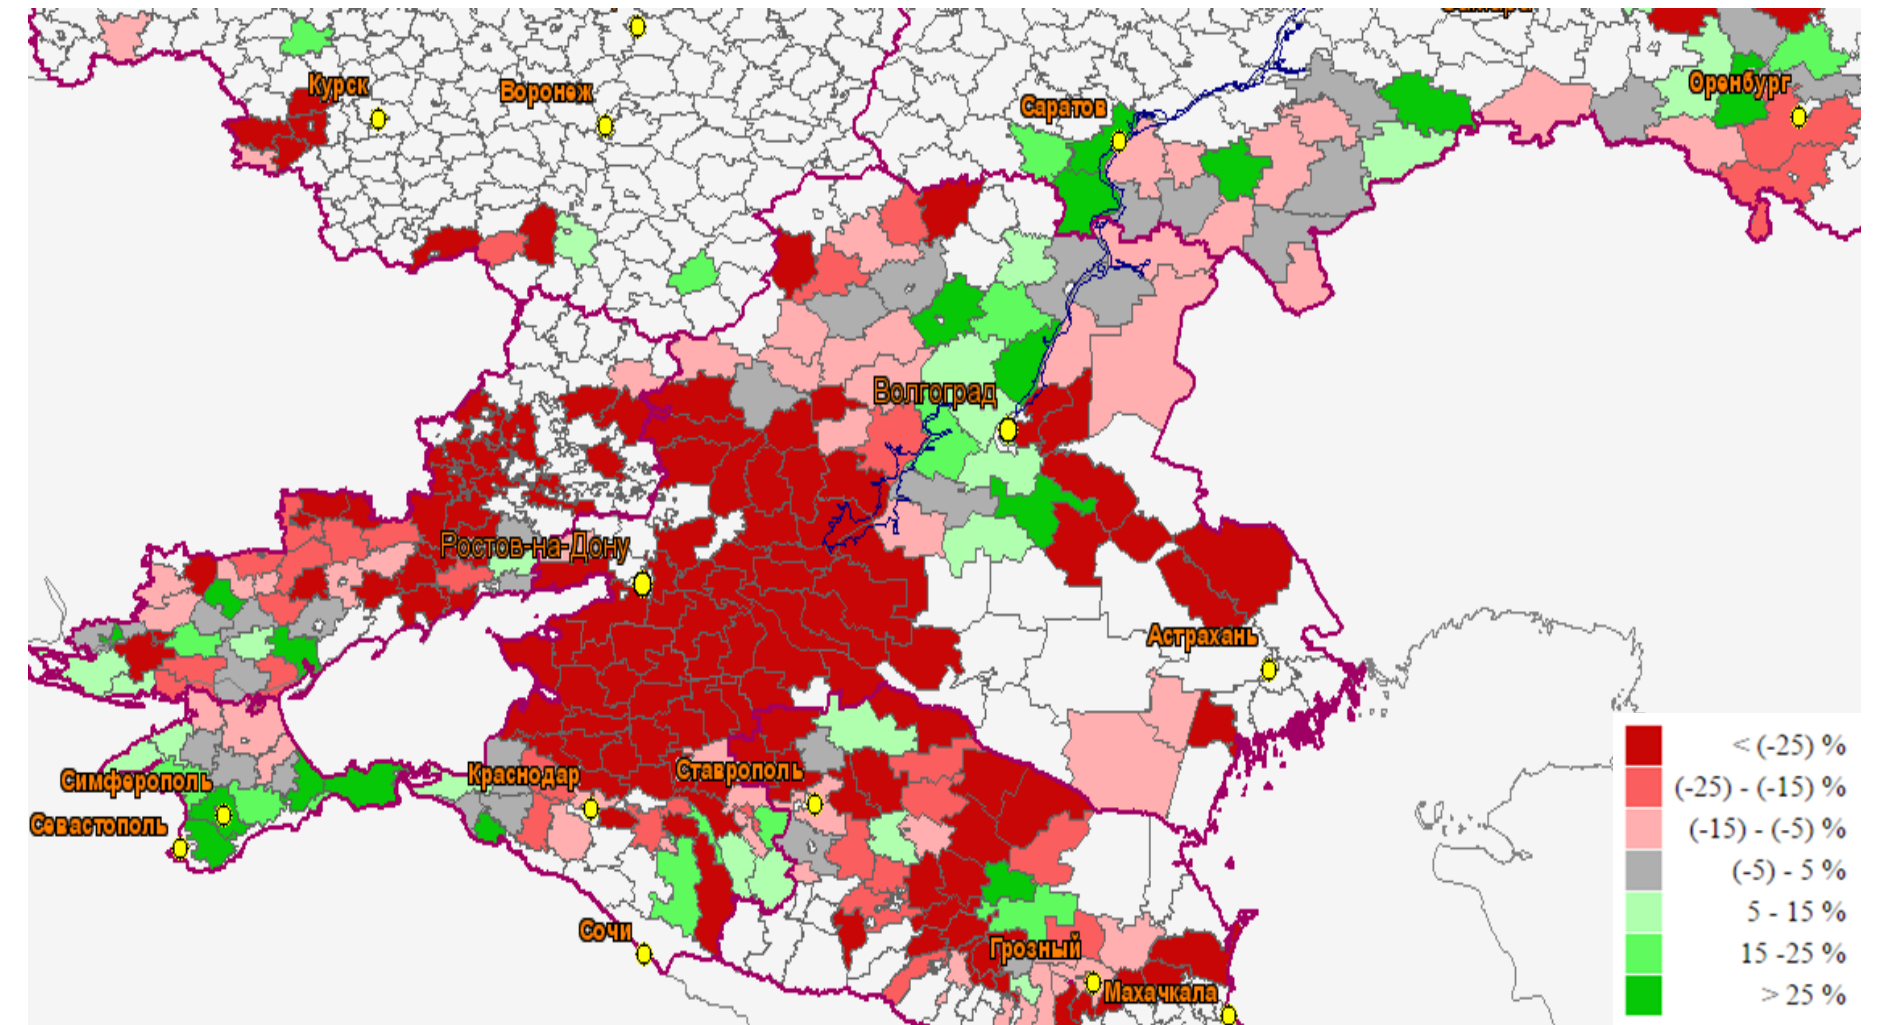 Курск
Воронеж
Саратов
Оренбург
Волгоград
Ростов-на-Дону
Астрахань
Симферополь
Севастополь
Краснодар
Ставрополь
Сочи
Грозный
Махачкала
< (-25) %
(-25) - (-15) %
(-15) - (-5) %
(-5) - 5 %
5 - 15 %
15 -25 %
> 25 %